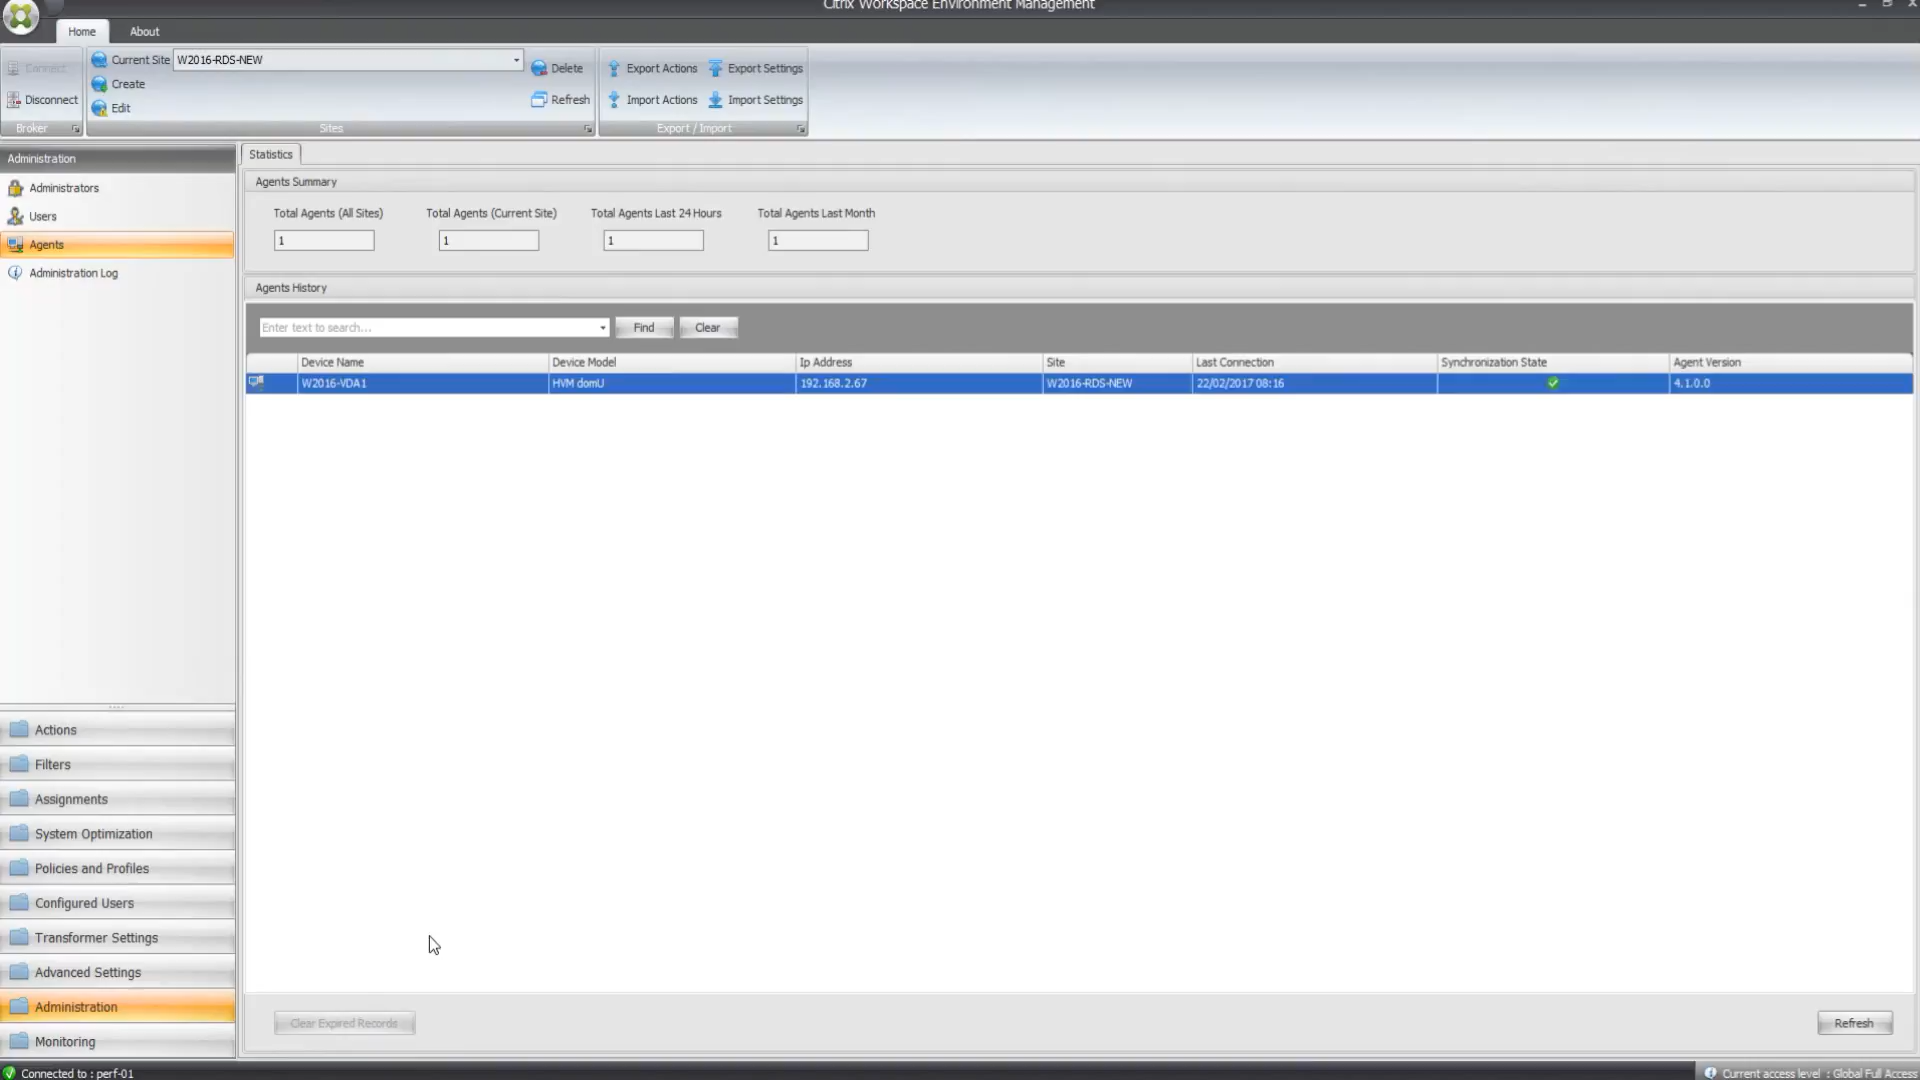 Citrix Workspace Environment Management
Home
About
Connect
Disconnect
Broker
Current Site
W2016-RDS-NEW
Create
Edit
Delete
Refresh
Sites
Export Actions
Export Settings
Import Actions
Import Settings
Export / Import
Administration
Administrators
Users
Agents
Administration Log
Actions
Filters
Assignments
System Optimization
Policies and Profiles
Configured Users
Transformer Settings
Advanced Settings
Administration
Monitoring
Statistics
Agents Summary
Total Agents (All Sites) Total Agents (Current Site) Total Agents Last 24 Hours Total Agents Last Month
1 1 1 1
Agents History
Enter text to search... Find Clear
Device Name Device Model Ip Address Site Last Connection Synchronization State Agent Version
W2016-VDA1 HVM domU 192.168.2.67 W2016-RDS-NEW 22/02/2017 08:16 4.1.0.0
Clear Expired Records
Refresh
Connected to : perf-01
Current access level : Global Full Access